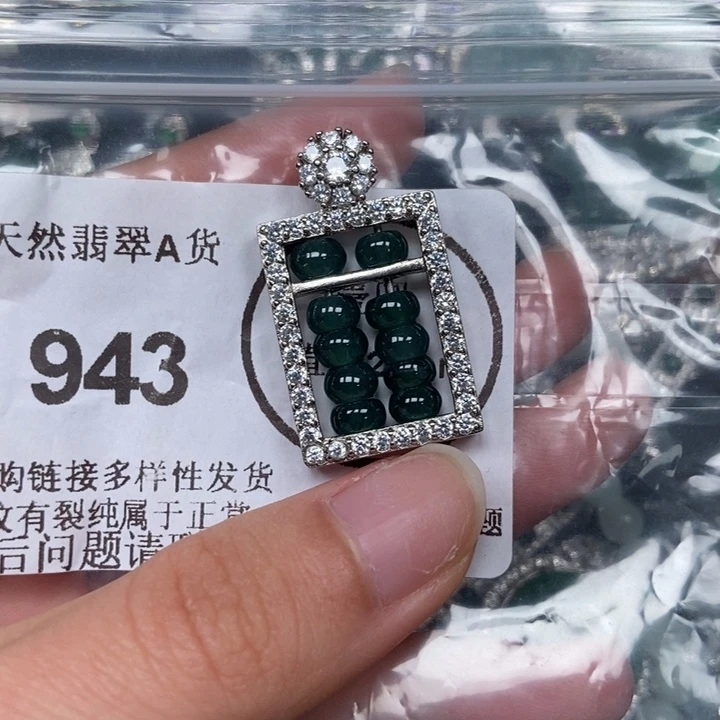 天然翡翠A货
943
购链接多样性发货
纹有裂纯属于正常
后问题请
题